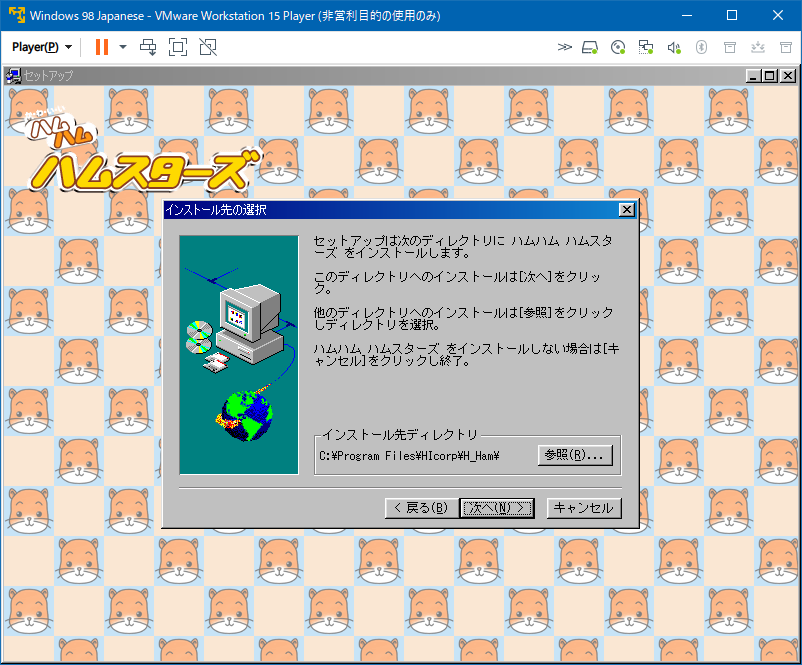 Windows 98 Japanese - VMware Workstation 15 Player (非営利目的の使用のみ)
Player(P)
セットアップ
ハムハム
ハムスターズ
インストール先の選択
セットアップは次のディレクトリに ハムハム ハムスタ
ーズ をインストールします。
このディレクトリへのインストールは[次へ]をクリッ
ク。
他のディレクトリへのインストールは[参照]をクリック
しディレクトリを選択。
ハムハム ハムスターズ をインストールしない場合は[キ
ャンセル]をクリックし終了。
インストール先ディレクトリ
C:¥Program Files¥HIcorp¥H_Ham¥
参照(R)...
< 戻る(B)
次へ(N) >
キャンセル